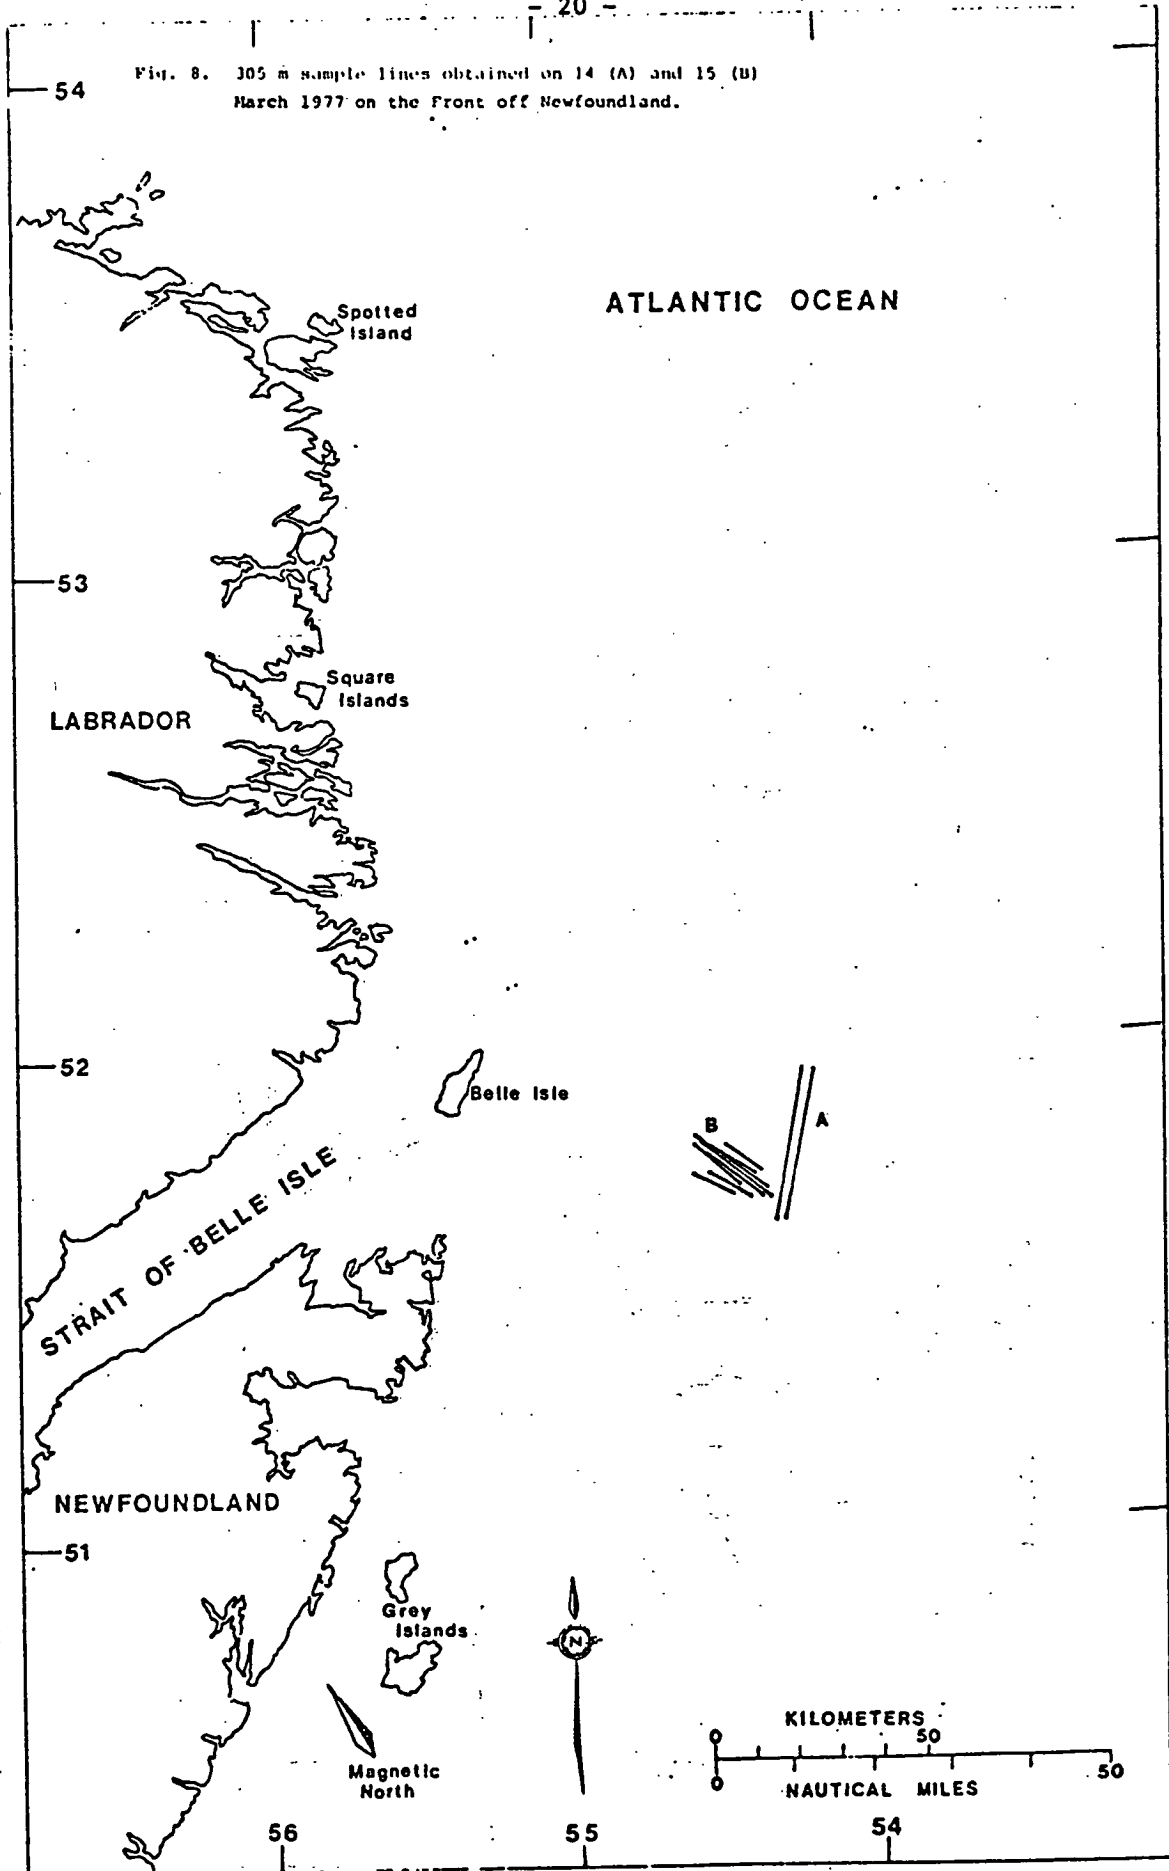 - 20 -
Fig. 8. 305 m sample lines obtained on 14 (A) and 15 (B)
March 1977 on the Front off Newfoundland.
54
ATLANTIC OCEAN
Spotted
Island
53
Square
Islands
LABRADOR
52
Belle Isle
A
B
STRAIT OF BELLE ISLE
NEWFOUNDLAND
51
Grey
Islands
N
Magnetic
North
KILOMETERS
0 50
0 50
NAUTICAL MILES
56 55 54